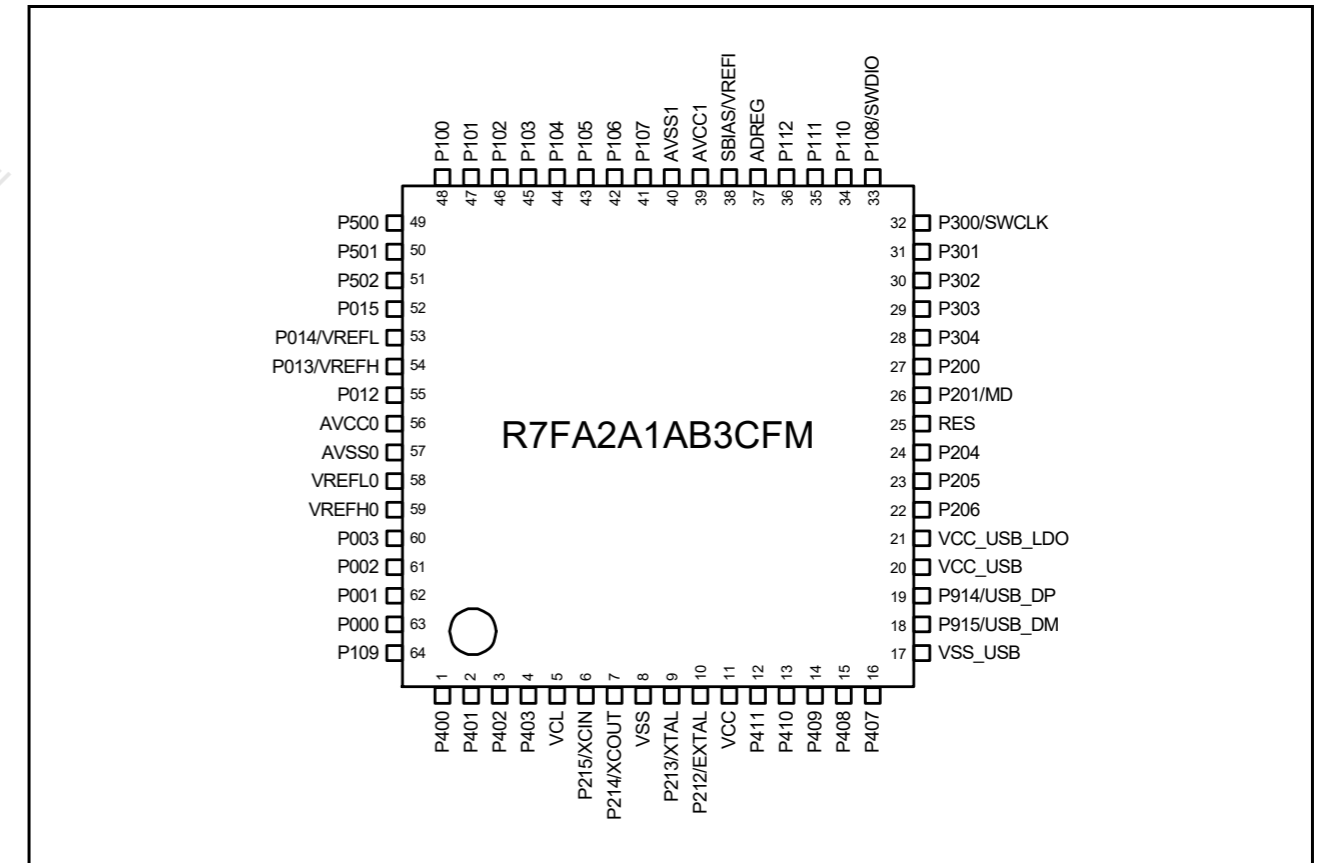 P100
P101
P102
P103
P104
P105
P106
P107
AVSS1
AVCC1
SBIAS/VREFI
ADREG
P112
P111
P110
P108/SWDIO
48
47
46
45
44
43
42
41
40
39
38
37
36
35
34
33
P500 49
P501 50
P502 51
P015 52
P014/VREFL 53
P013/VREFH 54
P012 55
AVCC0 56
AVSS0 57
VREFL0 58
VREFH0 59
P003 60
P002 61
P001 62
P000 63
P109 64
R7FA2A1AB3CFM
32 P300/SWCLK
31 P301
30 P302
29 P303
28 P304
27 P200
26 P201/MD
25 RES
24 P204
23 P205
22 P206
21 VCC_USB_LDO
20 VCC_USB
19 P914/USB_DP
18 P915/USB_DM
17 VSS_USB
1
2
3
4
5
6
7
8
9
10
11
12
13
14
15
16
P400
P401
P402
P403
VCL
P215/XCIN
P214/XCOUT
VSS
P213/XTAL
P212/EXTAL
VCC
P411
P410
P409
P408
P407